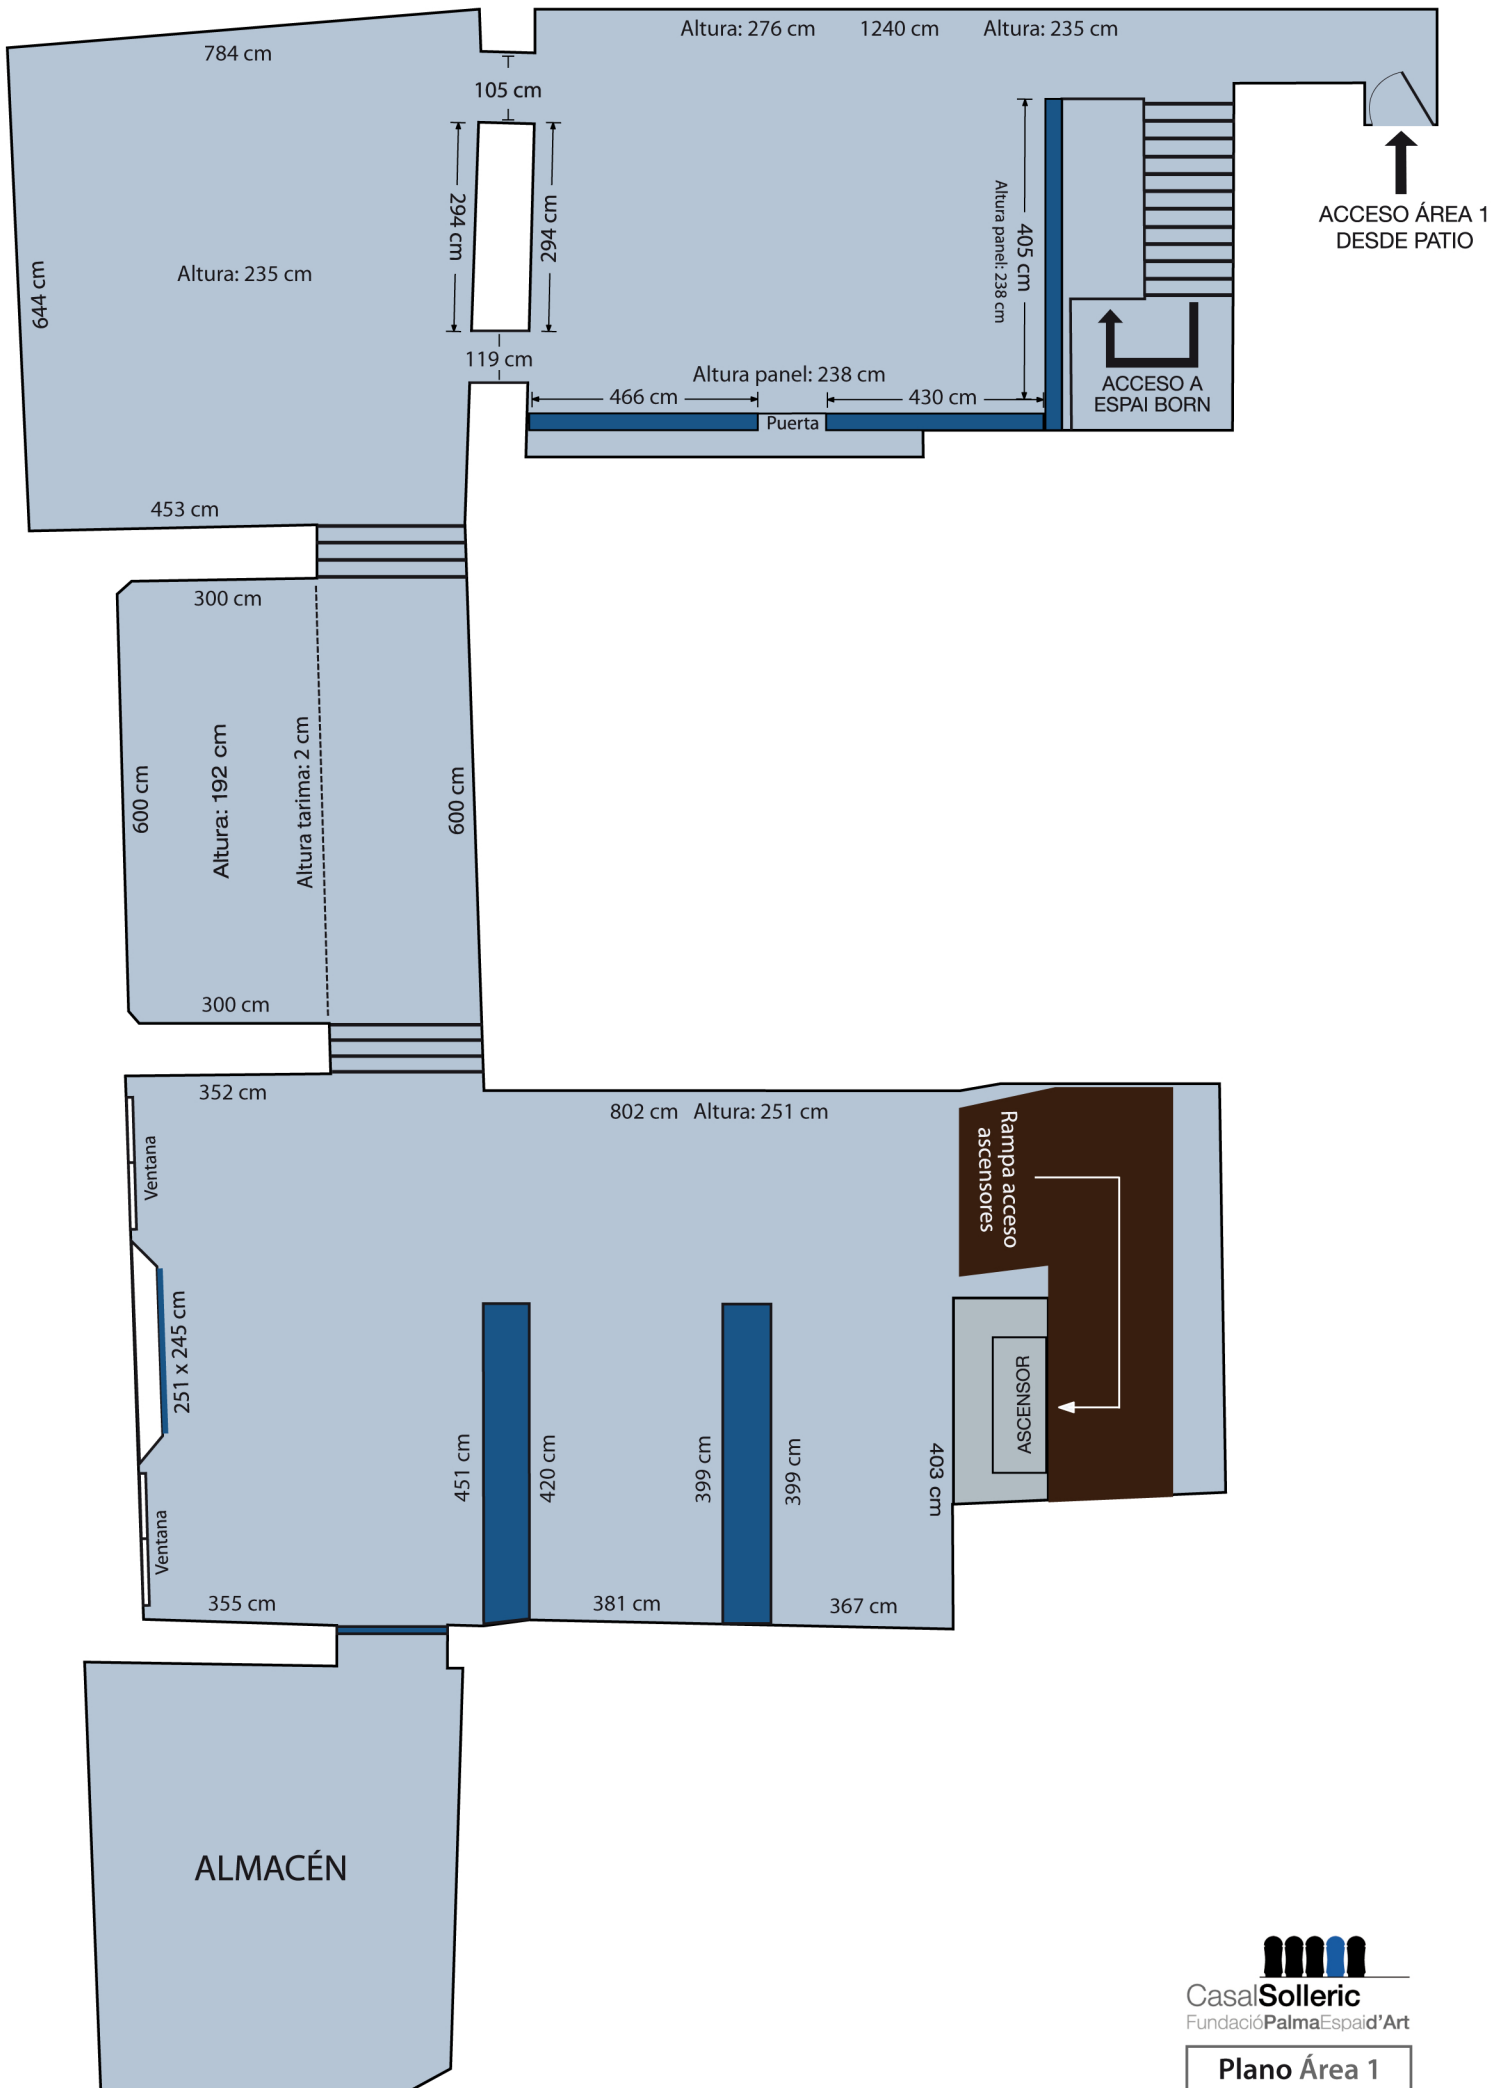 784 cm
Altura: 276 cm
1240 cm
Altura: 235 cm
105 cm
294 cm
294 cm
Altura: 235 cm
644 cm
405 cm
Altura panel: 238 cm
ACCESO ÁREA 1
DESDE PATIO
119 cm
Altura panel: 238 cm
466 cm
430 cm
Puerta
ACCESO A
ESPAI BORN
453 cm
300 cm
600 cm
Altura: 192 cm
Altura tarima: 2 cm
600 cm
300 cm
352 cm
802 cm
Altura: 251 cm
Rampa acceso
ascensores
Ventana
251 x 245 cm
ASCENSOR
451 cm
420 cm
399 cm
399 cm
403 cm
Ventana
355 cm
381 cm
367 cm
ALMACÉN
CasalSolleric
FundacióPalmaEspaid'Art
Plano Área 1